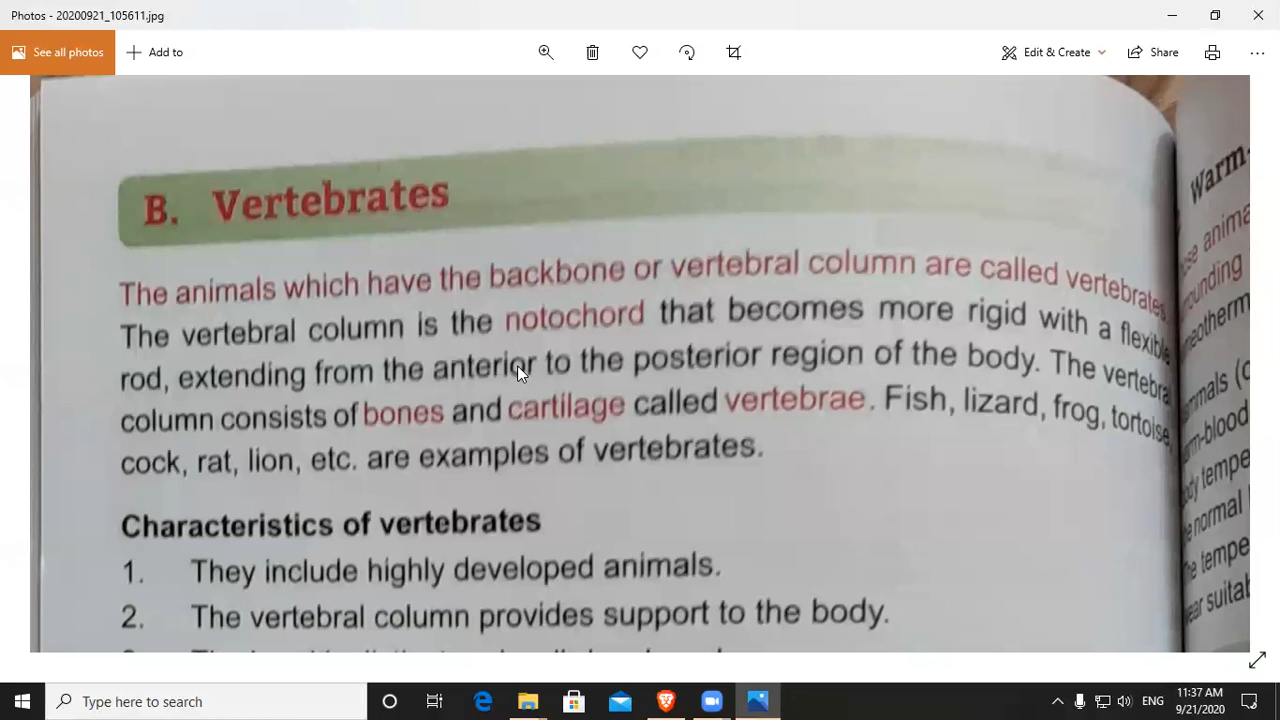 Photos - 20200921_105611.jpg
See all photos
Add to
Edit & Create
Share
B. Vertebrates
The animals which have the backbone or vertebral column are called vertebrates.
The vertebral column is the notochord that becomes more rigid with a flexible
rod, extending from the anterior to the posterior region of the body. The vertebral
column consists of bones and cartilage called vertebrae. Fish, lizard, frog, tortoise,
cock, rat, lion, etc. are examples of vertebrates.
Characteristics of vertebrates
1. They include highly developed animals.
2. The vertebral column provides support to the body.
Warm-
(
normal
Type here to search
ENG
11:37 AM
9/21/2020